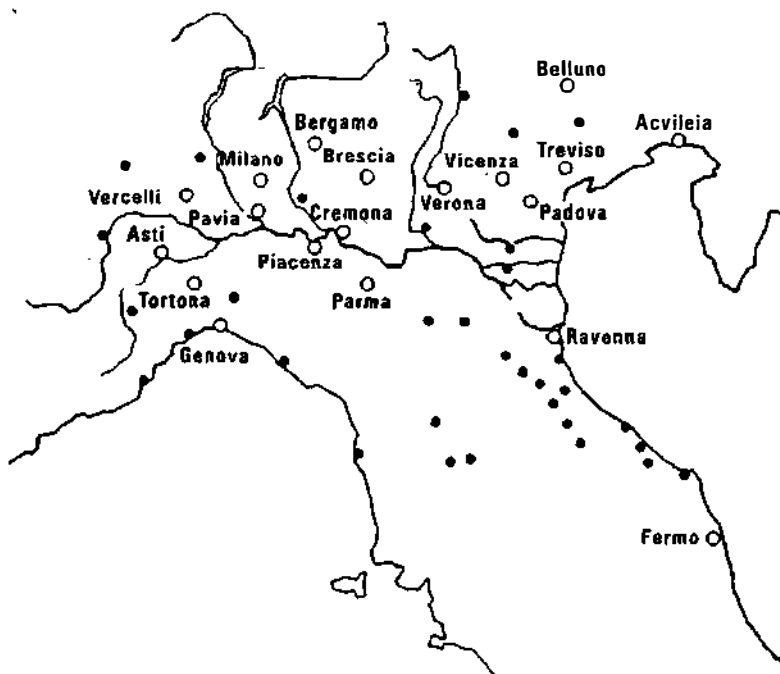 Belluno
Acvileia
Bergamo
Milano
Brescia
Vicenza
Treviso
Vercelli
Pavia
Cremona
Verona
Padova
Asti
Piacenza
Tortona
Parma
Genova
Ravenna
Fermo